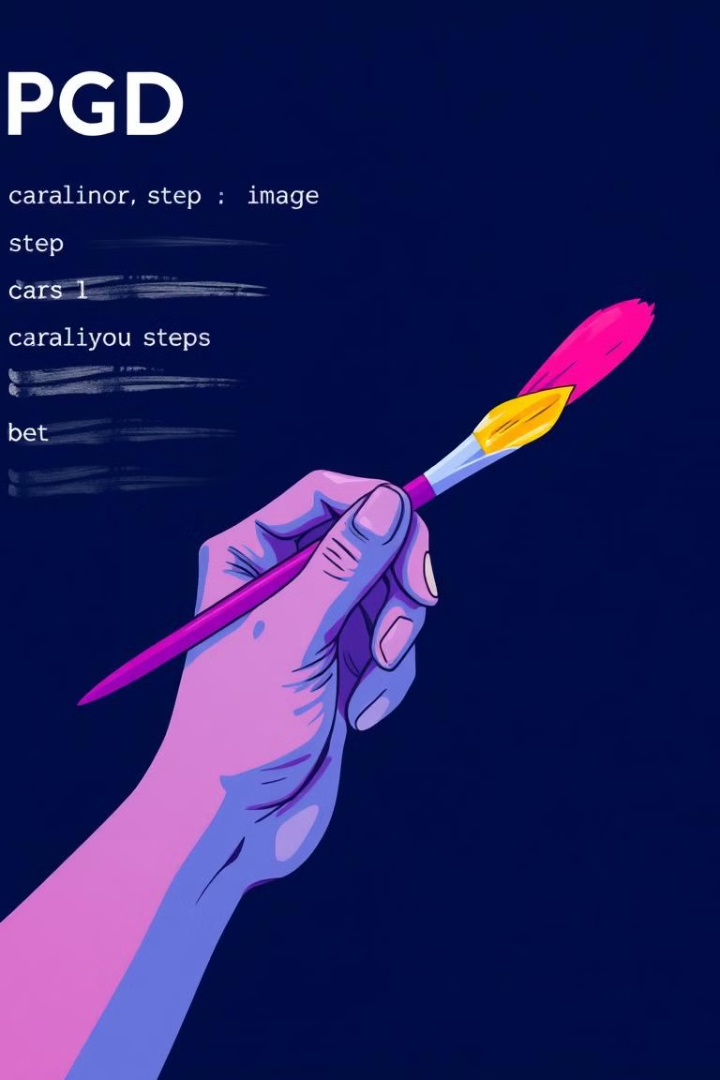 PGD
caralinor, step : image
step
cars 1
caraliyou steps
bet